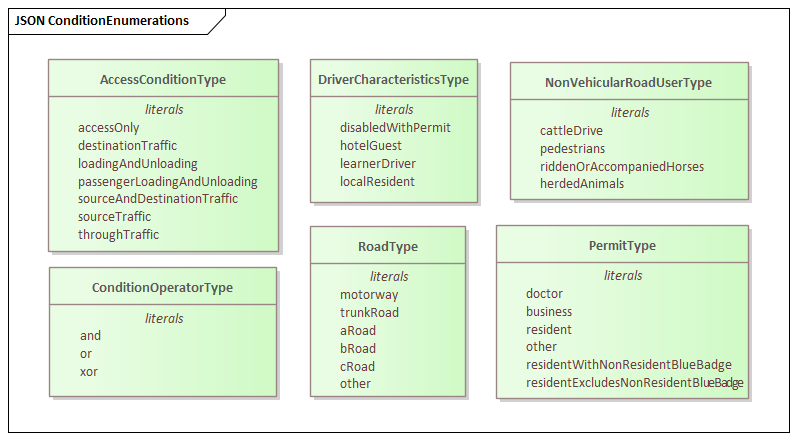 JSON ConditionEnumerations
AccessConditionType
literals
accessOnly
destinationTraffic
loadingAndUnloading
passengerLoadingAndUnloading
sourceAndDestinationTraffic
sourceTraffic
throughTraffic
DriverCharacteristicsType
literals
disabledWithPermit
hotelGuest
learnerDriver
localResident
NonVehicularRoadUserType
literals
cattleDrive
pedestrians
riddenOrAccompaniedHorses
herdedAnimals
ConditionOperatorType
literals
and
or
xor
RoadType
literals
motorway
trunkRoad
aRoad
bRoad
cRoad
other
PermitType
literals
doctor
business
resident
other
residentWithNonResidentBlueBadge
residentExcludesNonResidentBlueBadge